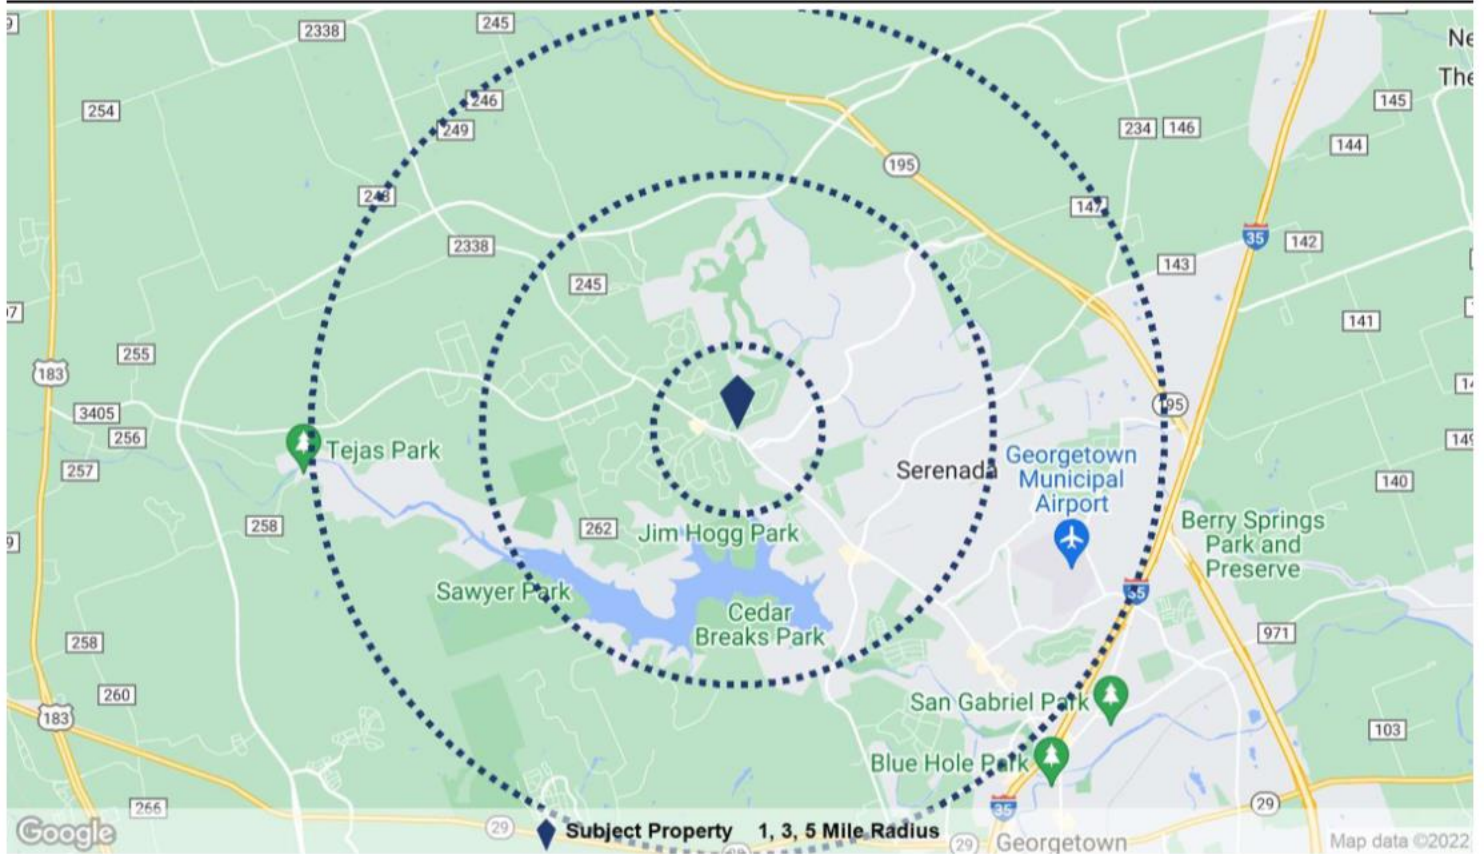 2338
245
Ne
The
254
246
249
145
234
146
144
195
248
147
2338
35
142
143
245
141
255
183
3405
256
195
Tejas Park
257
Serenada
Georgetown
Municipal
Airport
140
258
262
Jim Hogg Park
Berry Springs
Park and
Preserve
Sawyer Park
35
Cedar
Breaks Park
971
258
260
183
San Gabriel Park
103
Blue Hole Park
266
35
29
Google
29
Subject Property 1, 3, 5 Mile Radius
29
Georgetown
Map data ©2022